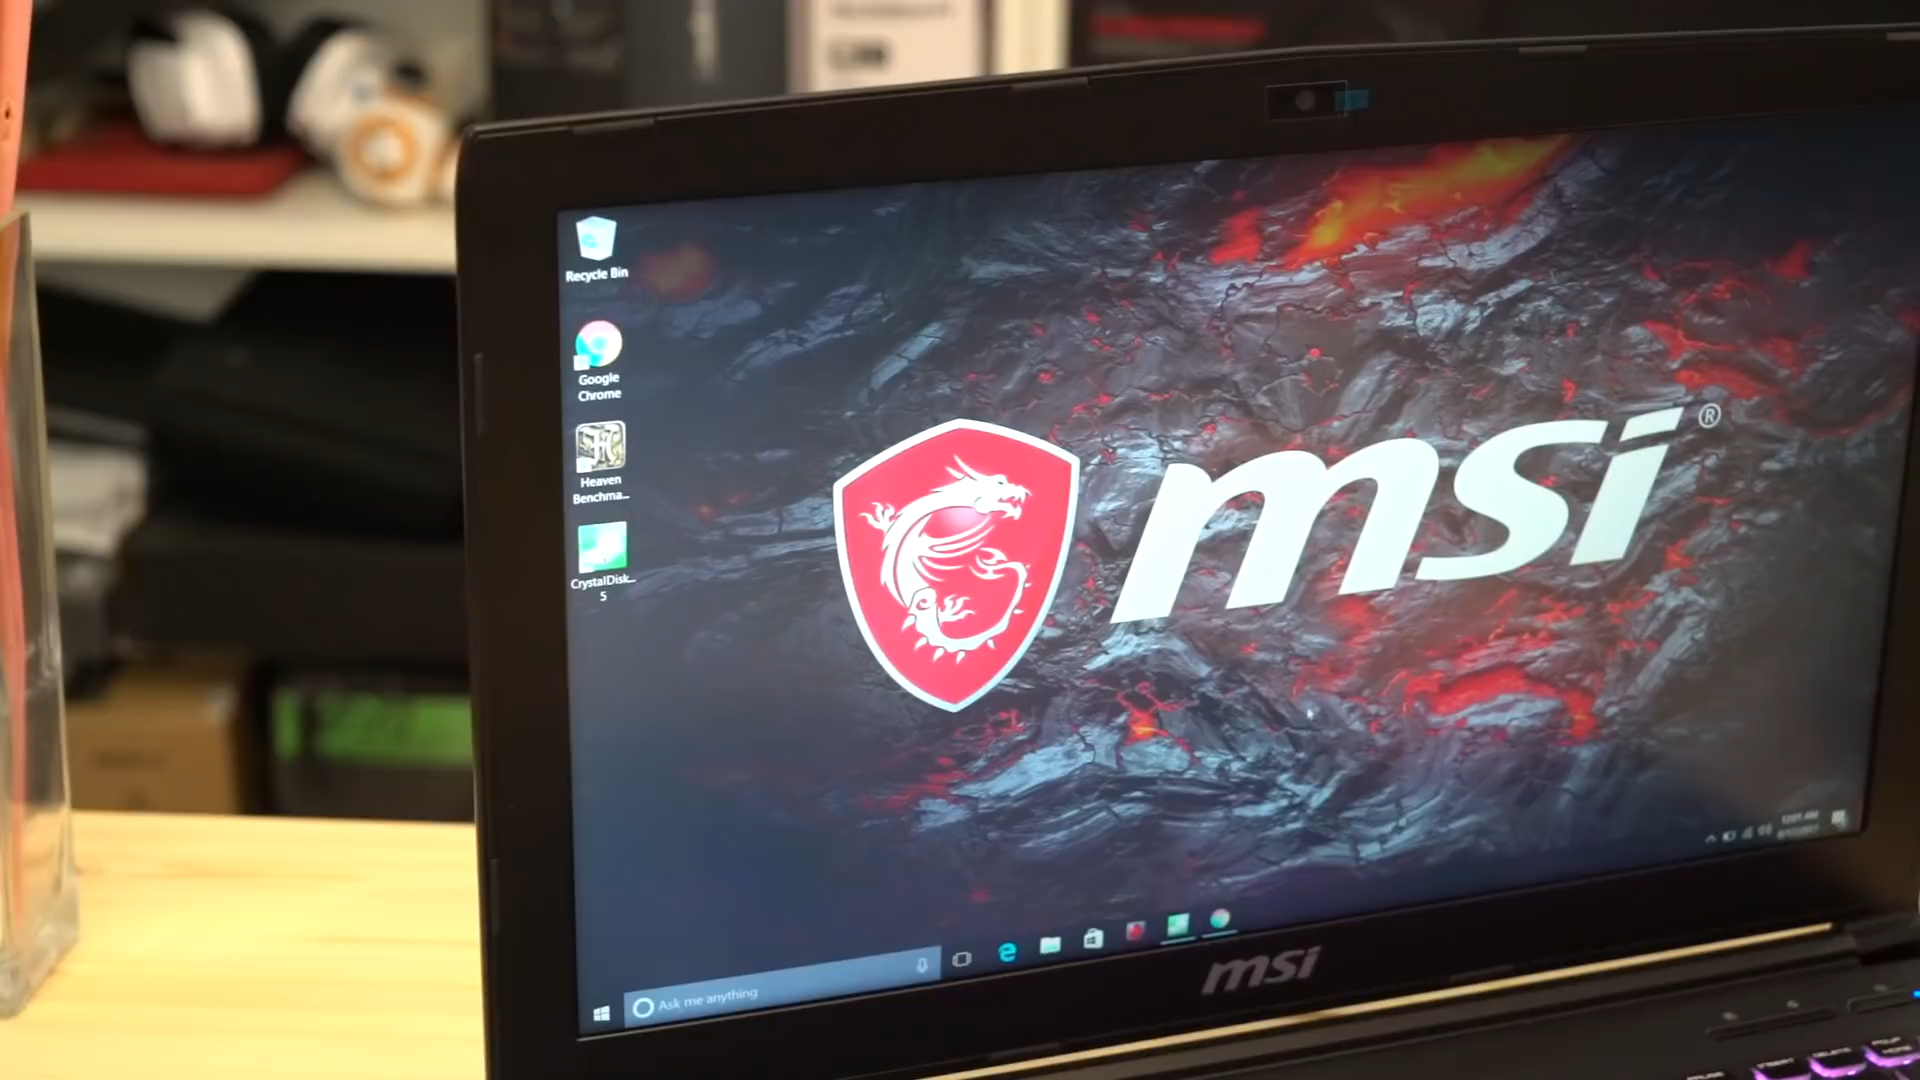 Recycle Bin
Google
Chrome
Heaven
Benchma...
CrystalDisk...
5
msi®
Ask me anything
msi